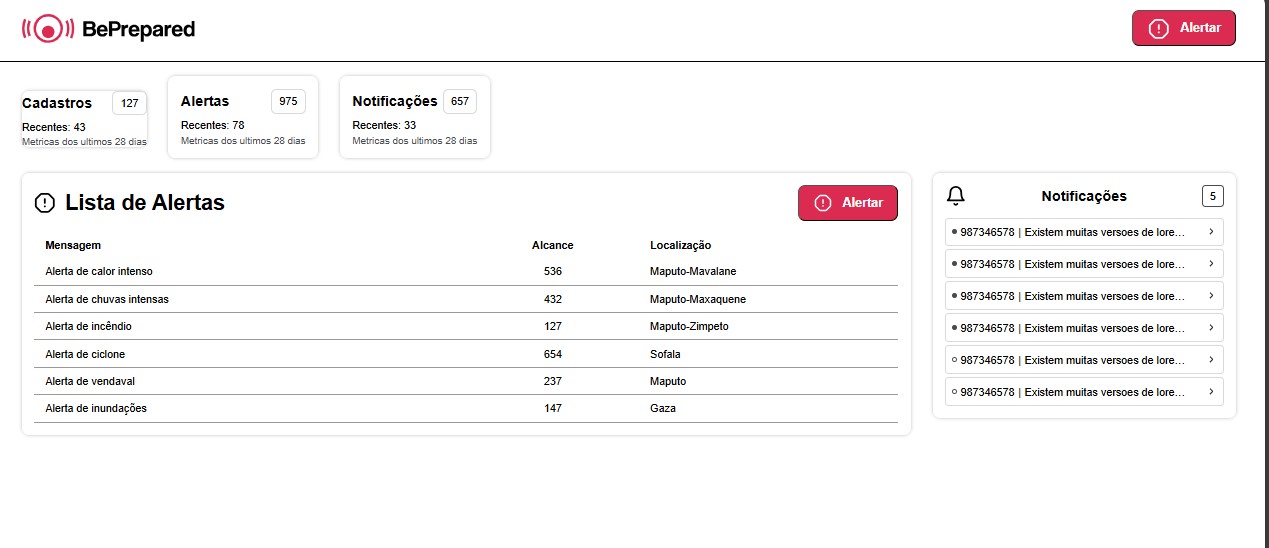 BePrepared
Alertar
Cadastros 127
Recentes: 43
Metricas dos ultimos 28 dias
Alertas 975
Recentes: 78
Metricas dos ultimos 28 dias
Notificações 657
Recentes: 33
Metricas dos ultimos 28 dias
Lista de Alertas
Alertar
Mensagem Alcance Localização
Alerta de calor intenso 536 Maputo-Mavalane
Alerta de chuvas intensas 432 Maputo-Maxaquene
Alerta de incêndio 127 Maputo-Zimpeto
Alerta de ciclone 654 Sofala
Alerta de vendaval 237 Maputo
Alerta de inundações 147 Gaza
Notificações 5
987346578 | Existem muitas versoes de lore...
987346578 | Existem muitas versoes de lore...
987346578 | Existem muitas versoes de lore...
987346578 | Existem muitas versoes de lore...
987346578 | Existem muitas versoes de lore...
987346578 | Existem muitas versoes de lore...